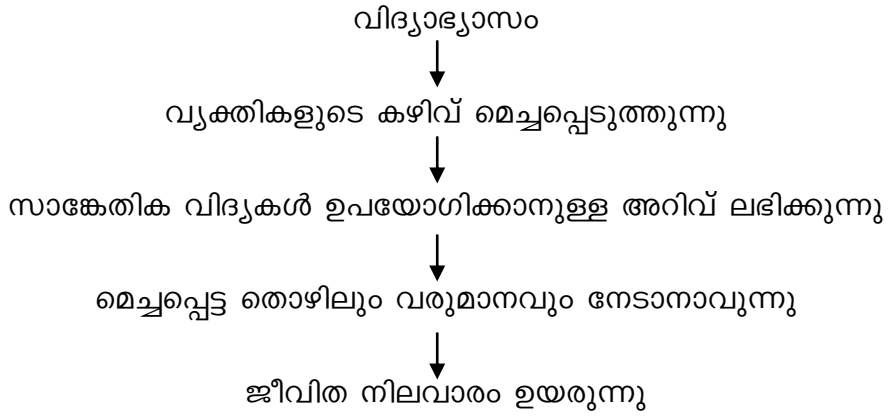 വിദ്യാഭ്യാസം
വ്യക്തികളുടെ കഴിവ് മെച്ചപ്പെടുത്തുന്നു
സാങ്കേതിക വിദ്യകൾ ഉപയോഗിക്കാനുള്ള അറിവ് ലഭിക്കുന്നു
മെച്ചപ്പെട്ട തൊഴിലും വരുമാനവും നേടാനാവുന്നു
ജീവിത നിലവാരം ഉയരുന്നു